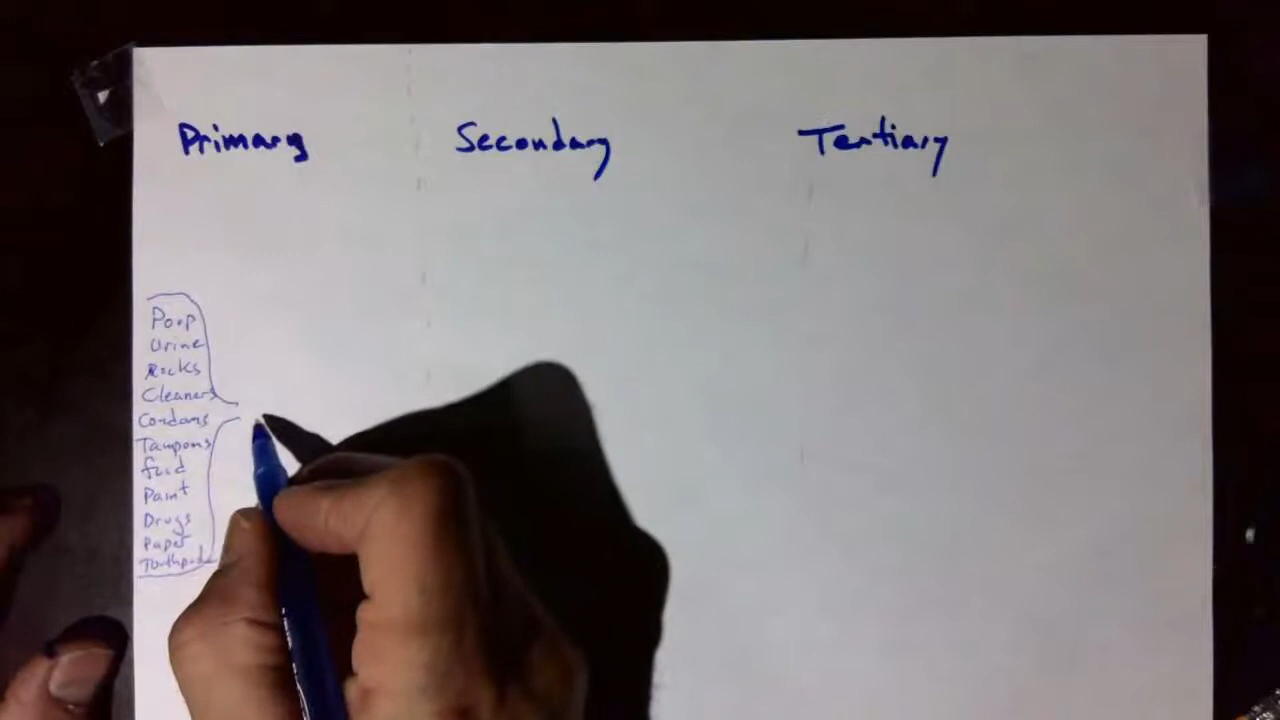 Primary Secondary Tertiary
Poop
Urine
Rocks
Cleaners
Condoms
Tampons
food
Paint
Drugs
Paper